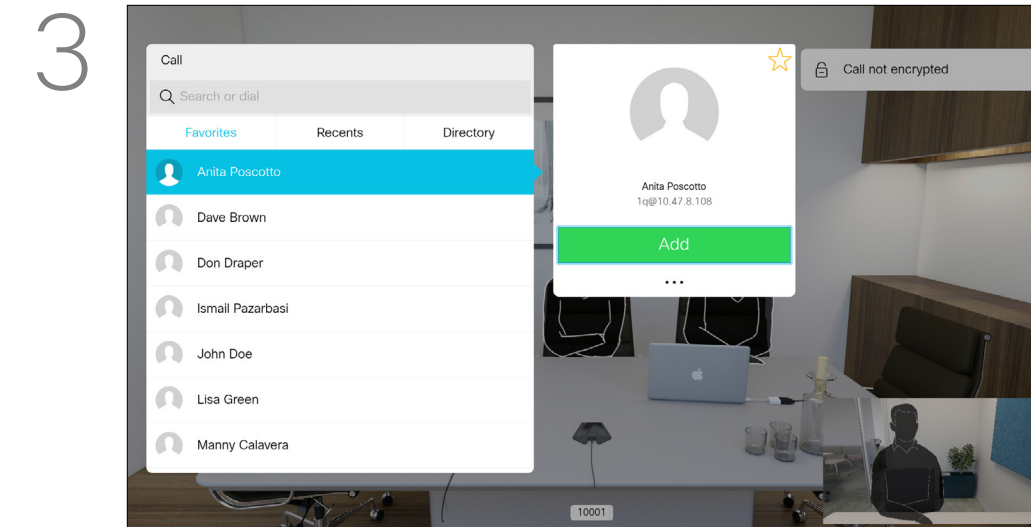 3
Call
Search or dial
Favorites Recents Directory
Anita Poscotto
Dave Brown
Don Draper
Ismail Pazarbasi
John Doe
Lisa Green
Manny Calavera
Anita Poscotto
1q@10.47.8.108
Add
...
Call not encrypted
10001